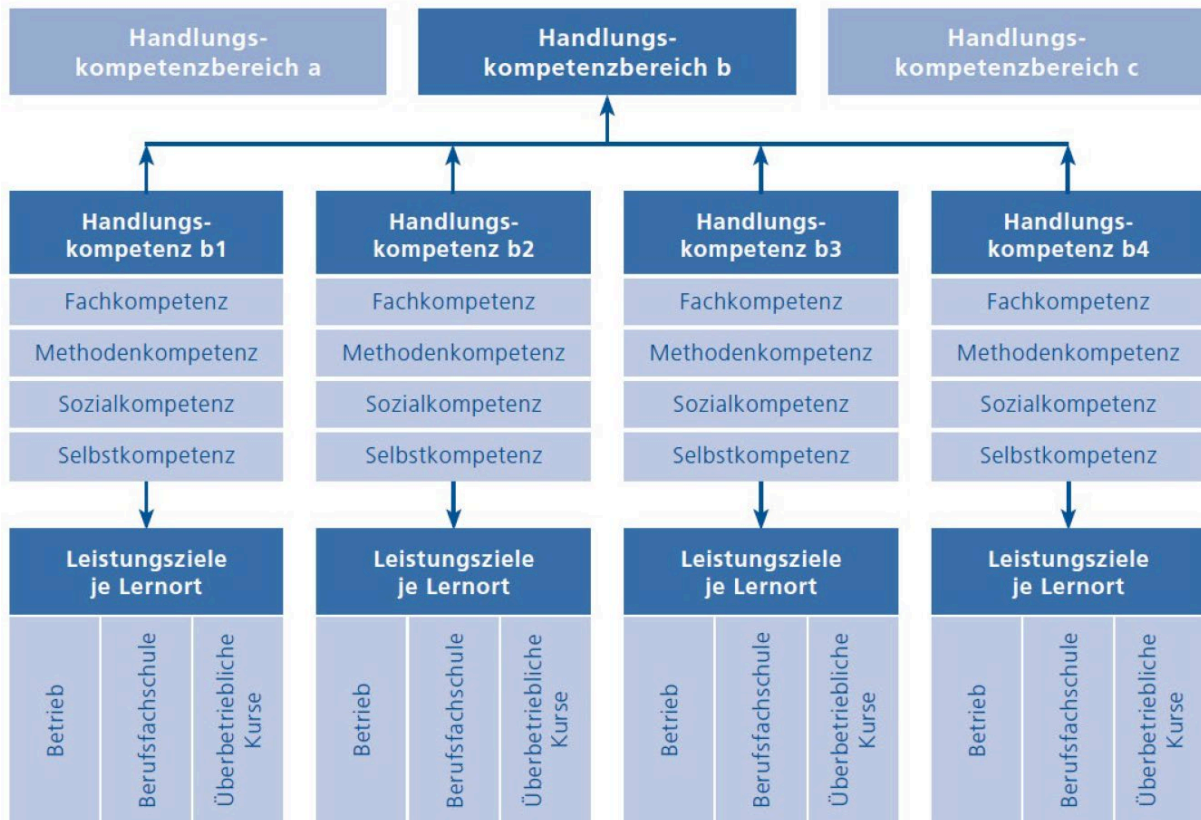 Handlungs-
kompetenzbereich a
Handlungs-
kompetenzbereich b
Handlungs-
kompetenzbereich c
Handlungs-
kompetenz b1
Fachkompetenz
Methodenkompetenz
Sozialkompetenz
Selbstkompetenz
Leistungsziele
je Lernort
Betrieb
Berufsfachschule
Überbetriebliche
Kurse
Handlungs-
kompetenz b2
Fachkompetenz
Methodenkompetenz
Sozialkompetenz
Selbstkompetenz
Leistungsziele
je Lernort
Betrieb
Berufsfachschule
Überbetriebliche
Kurse
Handlungs-
kompetenz b3
Fachkompetenz
Methodenkompetenz
Sozialkompetenz
Selbstkompetenz
Leistungsziele
je Lernort
Betrieb
Berufsfachschule
Überbetriebliche
Kurse
Handlungs-
kompetenz b4
Fachkompetenz
Methodenkompetenz
Sozialkompetenz
Selbstkompetenz
Leistungsziele
je Lernort
Betrieb
Berufsfachschule
Überbetriebliche
Kurse